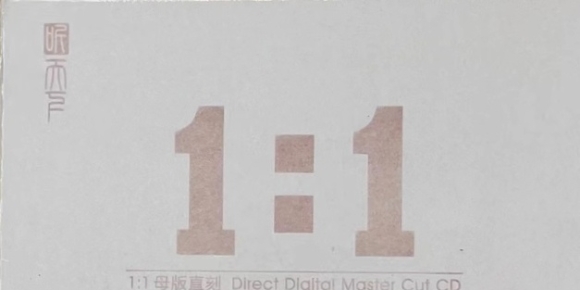 1:1
1:1 母版直刻 Direct Digital Master Cut CD